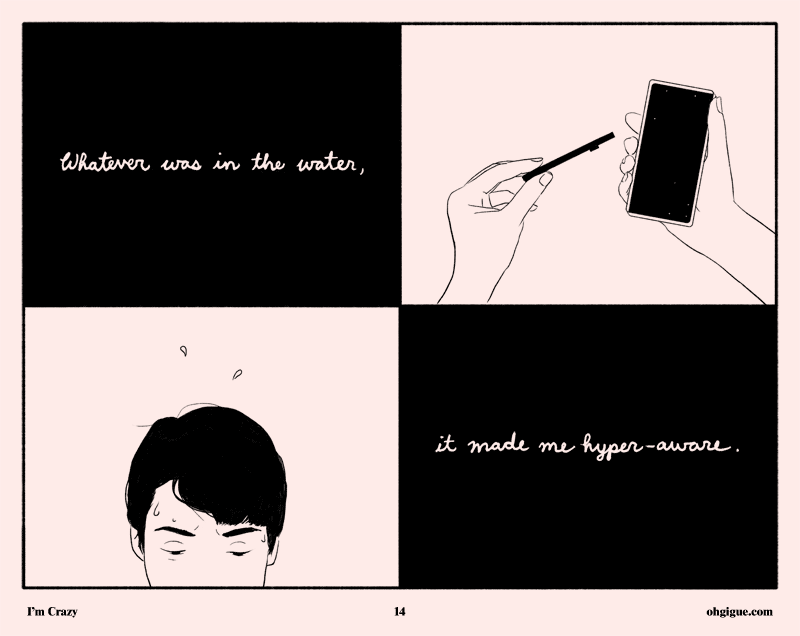 Whatever was in the water,
it made me hyper-aware.
I'm Crazy
14
ohgigue.com